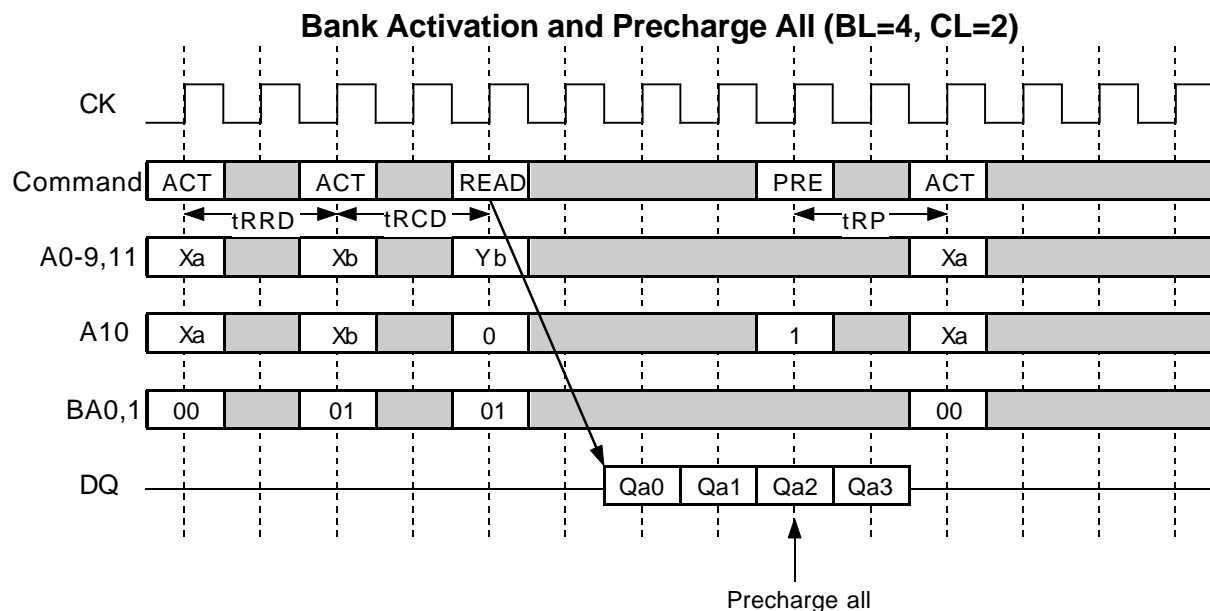 Bank Activation and Precharge All (BL=4, CL=2)
CK
Command ACT ACT READ PRE ACT
tRRD tRCD tRP
A0-9,11 Xa Xb Yb Xa
A10 Xa Xb 0 1 Xa
BA0,1 00 01 01 00
DQ Qa0 Qa1 Qa2 Qa3
Precharge all